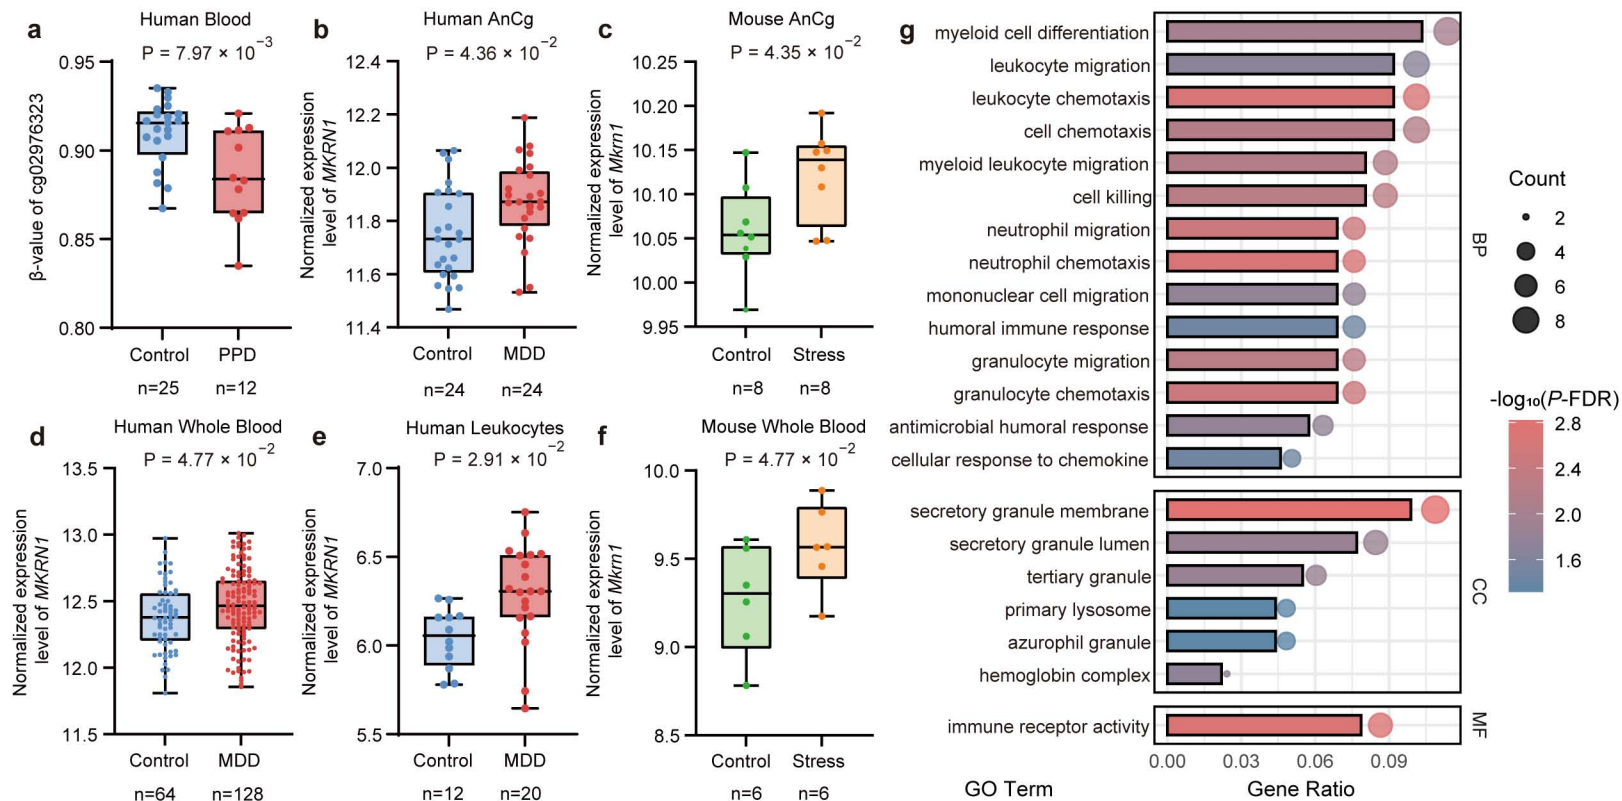 a
Human Blood
P = 7.97 × 10⁻³
β-value of cg02976323
0.95
0.90
0.85
0.80
Control
PPD
n=25
n=12
b
Human AnCg
P = 4.36 × 10⁻²
Normalized expression
level of MKRN1
12.4
12.2
12.0
11.8
11.6
11.4
Control
MDD
n=24
n=24
c
Mouse AnCg
P = 4.35 × 10⁻²
Normalized expression
level of Mkrn1
10.25
10.20
10.15
10.10
10.05
10.00
9.95
Control
Stress
n=8
n=8
d
Human Whole Blood
P = 4.77 × 10⁻²
Normalized expression
level of MKRN1
13.5
13.0
12.5
12.0
11.5
Control
MDD
n=64
n=128
e
Human Leukocytes
P = 2.91 × 10⁻²
Normalized expression
level of MKRN1
7.0
6.5
6.0
5.5
Control
MDD
n=12
n=20
f
Mouse Whole Blood
P = 4.77 × 10⁻²
Normalized expression
level of Mkrn1
10.0
9.5
9.0
8.5
Control
Stress
n=6
n=6
g
myeloid cell differentiation
leukocyte migration
leukocyte chemotaxis
cell chemotaxis
myeloid leukocyte migration
cell killing
neutrophil migration
neutrophil chemotaxis
mononuclear cell migration
humoral immune response
granulocyte migration
granulocyte chemotaxis
antimicrobial humoral response
cellular response to chemokine
BP
secretory granule membrane
secretory granule lumen
tertiary granule
primary lysosome
azurophil granule
hemoglobin complex
CC
immune receptor activity
MF
0.00
0.03
0.06
0.09
GO Term
Gene Ratio
Count
2
4
6
8
-log₁₀(P-FDR)
2.8
2.4
2.0
1.6